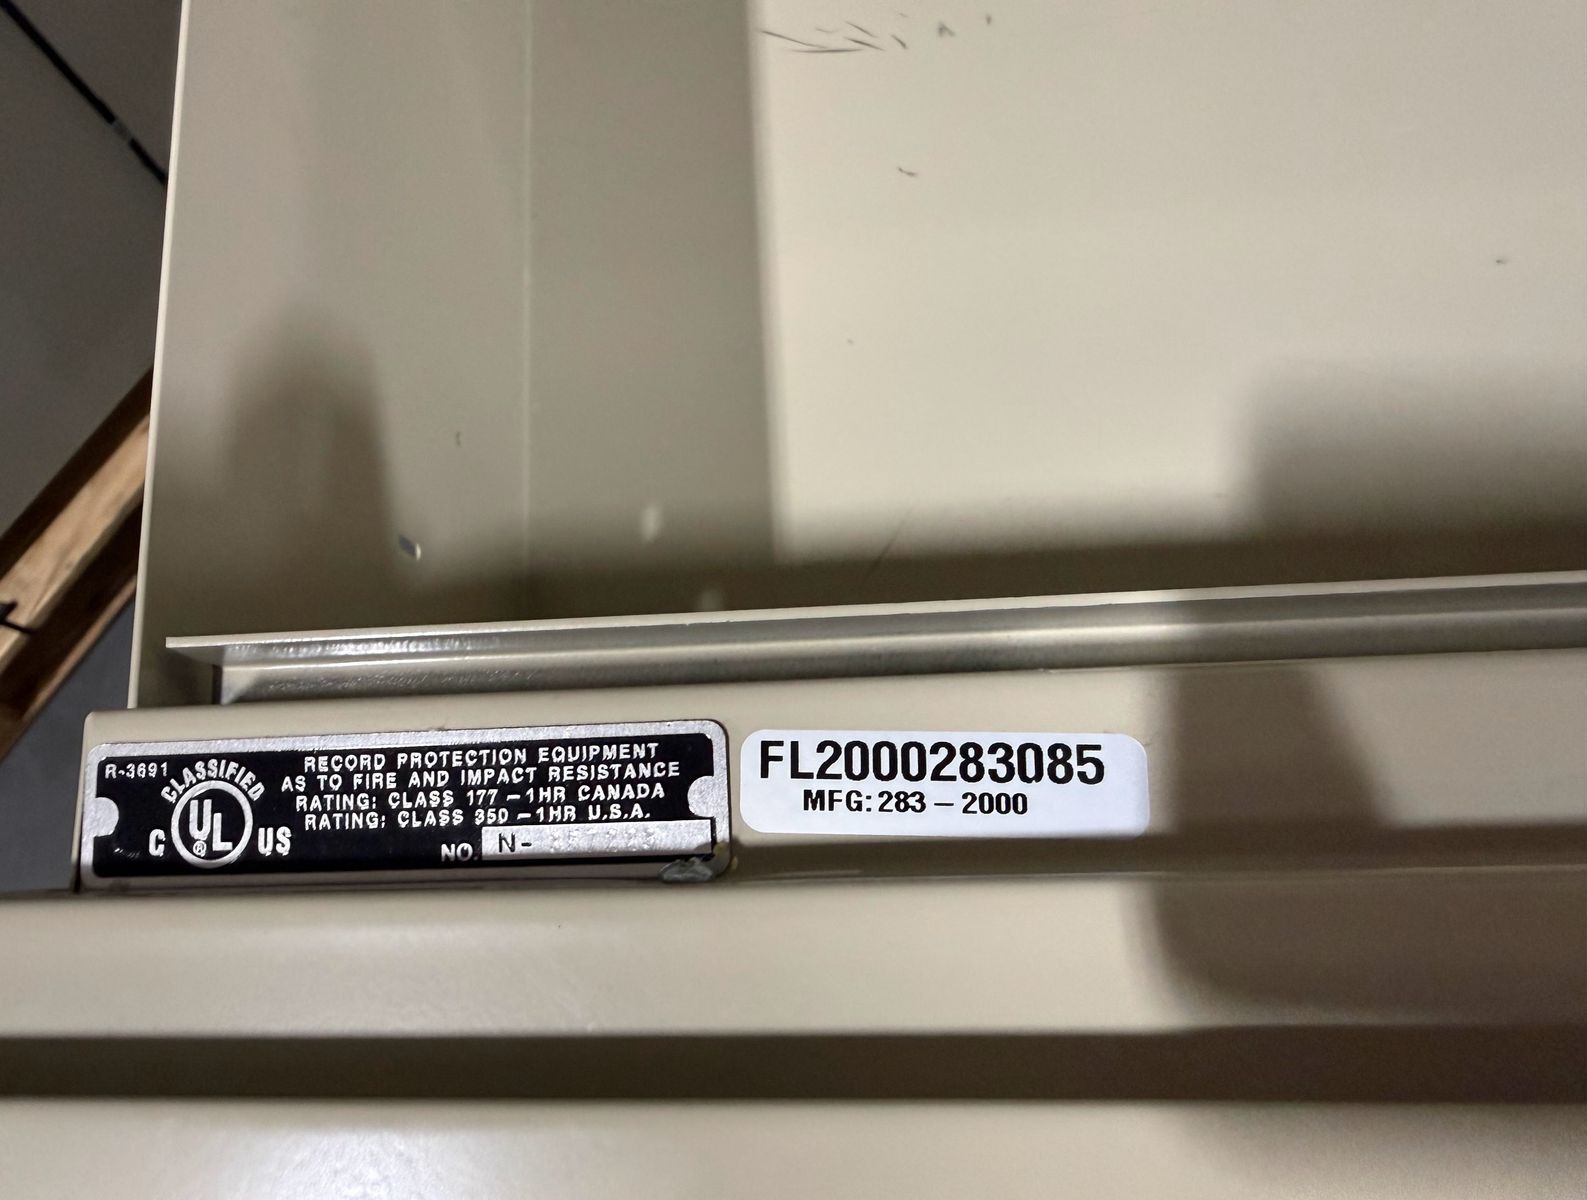 R-3691
CLASSIFIED
UL ®
C US
RECORD PROTECTION EQUIPMENT
AS TO FIRE AND IMPACT RESISTANCE
RATING: CLASS 177 – 1HR CANADA
RATING: CLASS 350 – 1HR U.S.A.
NO. N-
FL2000283085
MFG: 283 – 2000